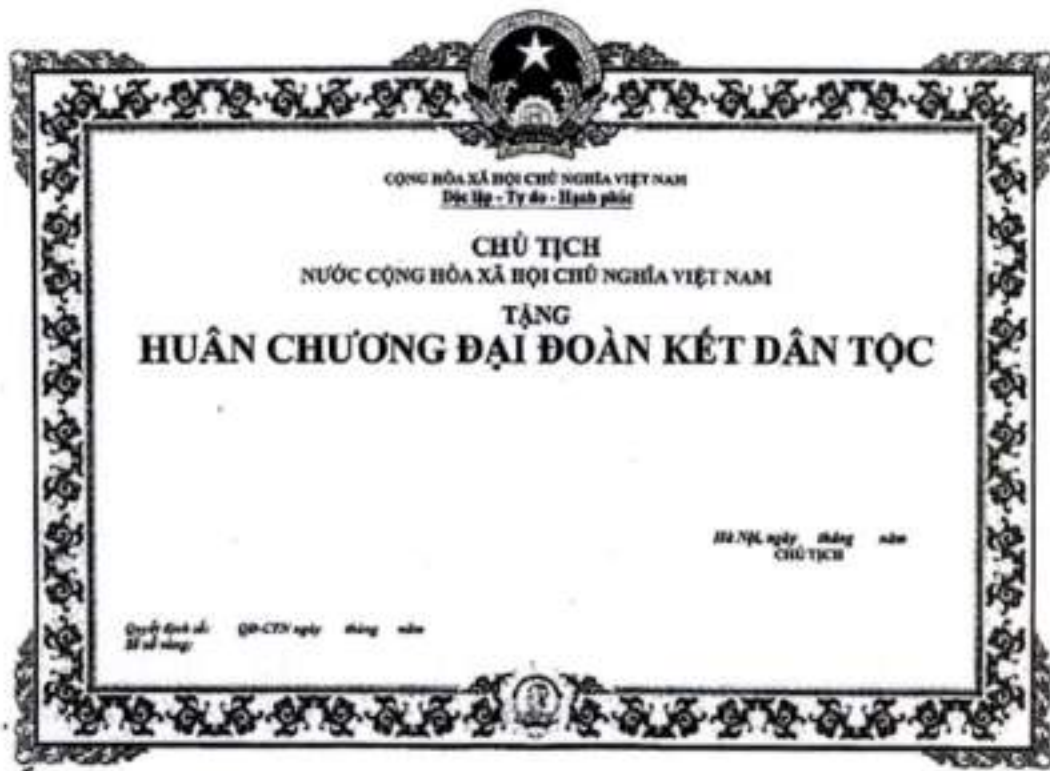 CỘNG HÒA XÃ HỘI CHỦ NGHĨA VIỆT NAM
Độc lập - Tự do - Hạnh phúc
CHỦ TỊCH
NƯỚC CỘNG HÒA XÃ HỘI CHỦ NGHĨA VIỆT NAM
TẶNG
HUÂN CHƯƠNG ĐẠI ĐOÀN KẾT DÂN TỘC
Hà Nội, ngày tháng năm
CHỦ TỊCH
Quyết định số: QĐ-CTN ngày tháng năm
Số sổ vàng: